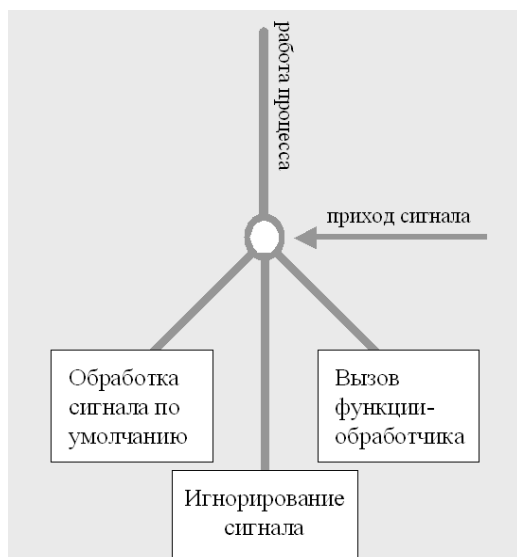 работа процесса
приход сигнала
Обработка
сигнала по
умолчанию
Вызов
функции-
обработчика
Игнорирование
сигнала